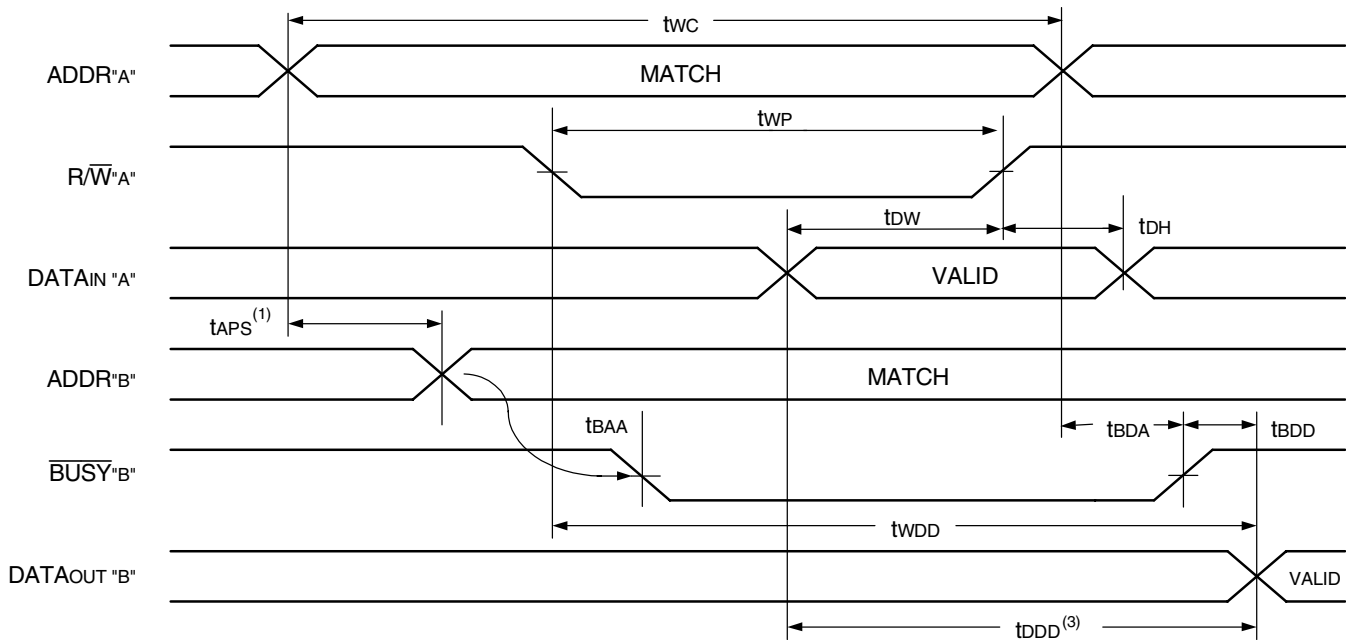 tWC
ADDR"A"
MATCH
tWP
R/W"A"
tDW
tDH
DATAIN "A"
VALID
tAPS(1)
ADDR"B"
MATCH
tBAA
tBDA
tBDD
BUSY"B"
tWDD
DATAOUT "B"
VALID
tDDD(3)